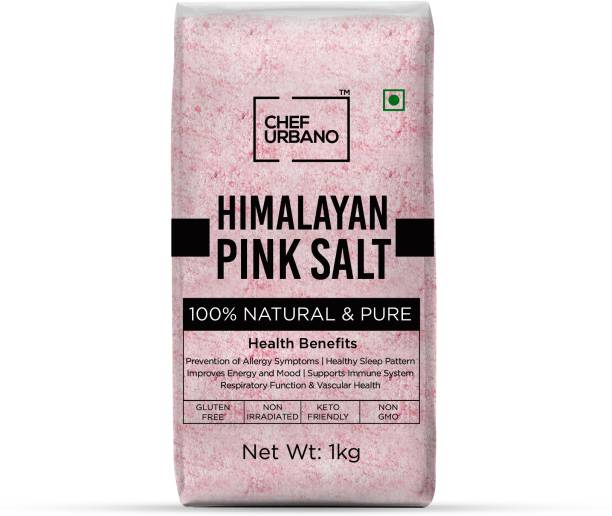 TM
CHEF
URBANO
HIMALAYAN
PINK SALT
100% NATURAL & PURE
Health Benefits
Prevention of Allergy Symptoms | Healthy Sleep Pattern
Improves Energy and Mood | Supports Immune System
Respiratory Function & Vascular Health
GLUTEN FREE NON IRRADIATED KETO FRIENDLY NON GMO
Net Wt: 1kg